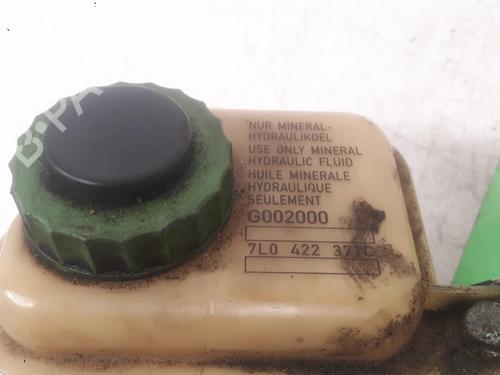 NUR MINERAL-
HYDRAULIKOEL
USE ONLY MINERAL
HYDRAULIC FLUID
HUILE MINERALE
HYDRAULIQUE
SEULEMENT
G002000
7L0 422 371C